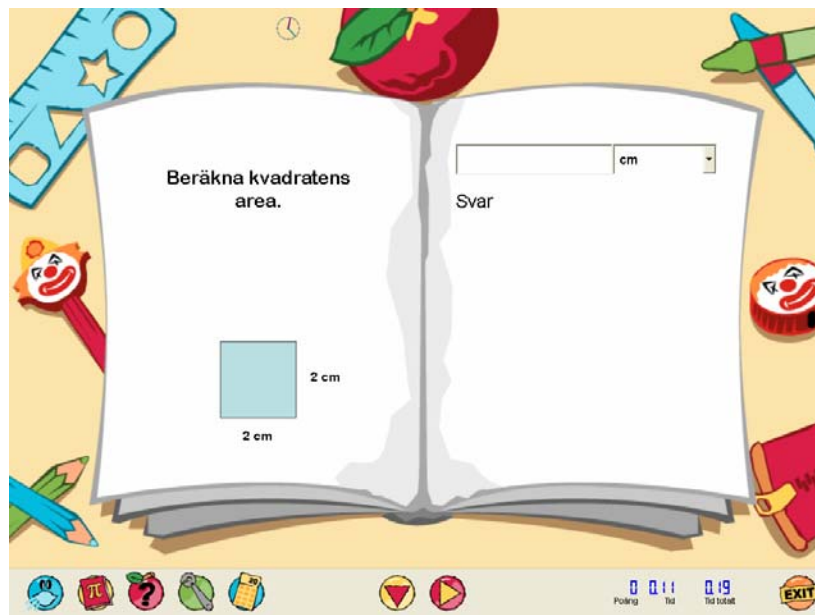 Beräkna kvadratens
area.
2 cm
2 cm
cm
Svar
π
?
20
0
0.11
0.19
Poäng
Tid
Tid totalt
EXIT